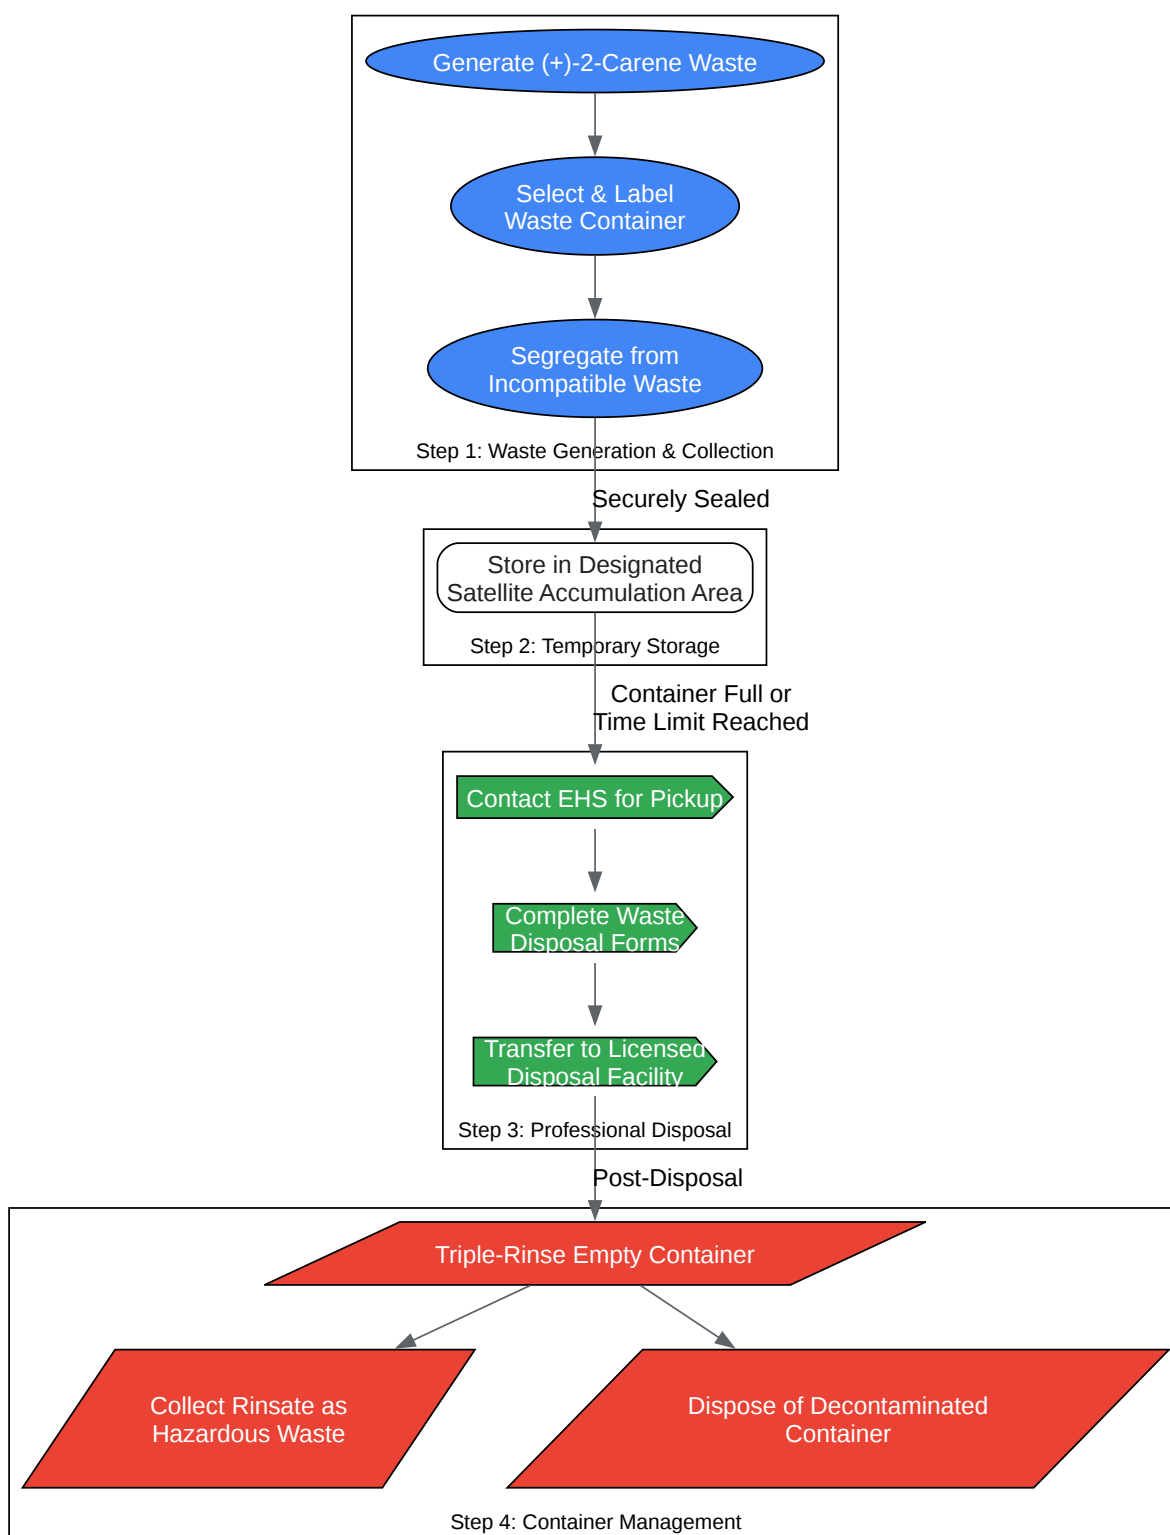 Generate (+)-2-Carene Waste
Select & Label
Waste Container
Segregate from
Incompatible Waste
Step 1: Waste Generation & Collection
Securely Sealed
Store in Designated
Satellite Accumulation Area
Step 2: Temporary Storage
Container Full or
Time Limit Reached
Contact EHS for Pickup
Complete Waste
Disposal Forms
Transfer to Licensed
Disposal Facility
Step 3: Professional Disposal
Post-Disposal
Triple-Rinse Empty Container
Collect Rinsate as
Hazardous Waste
Dispose of Decontaminated
Container
Step 4: Container Management